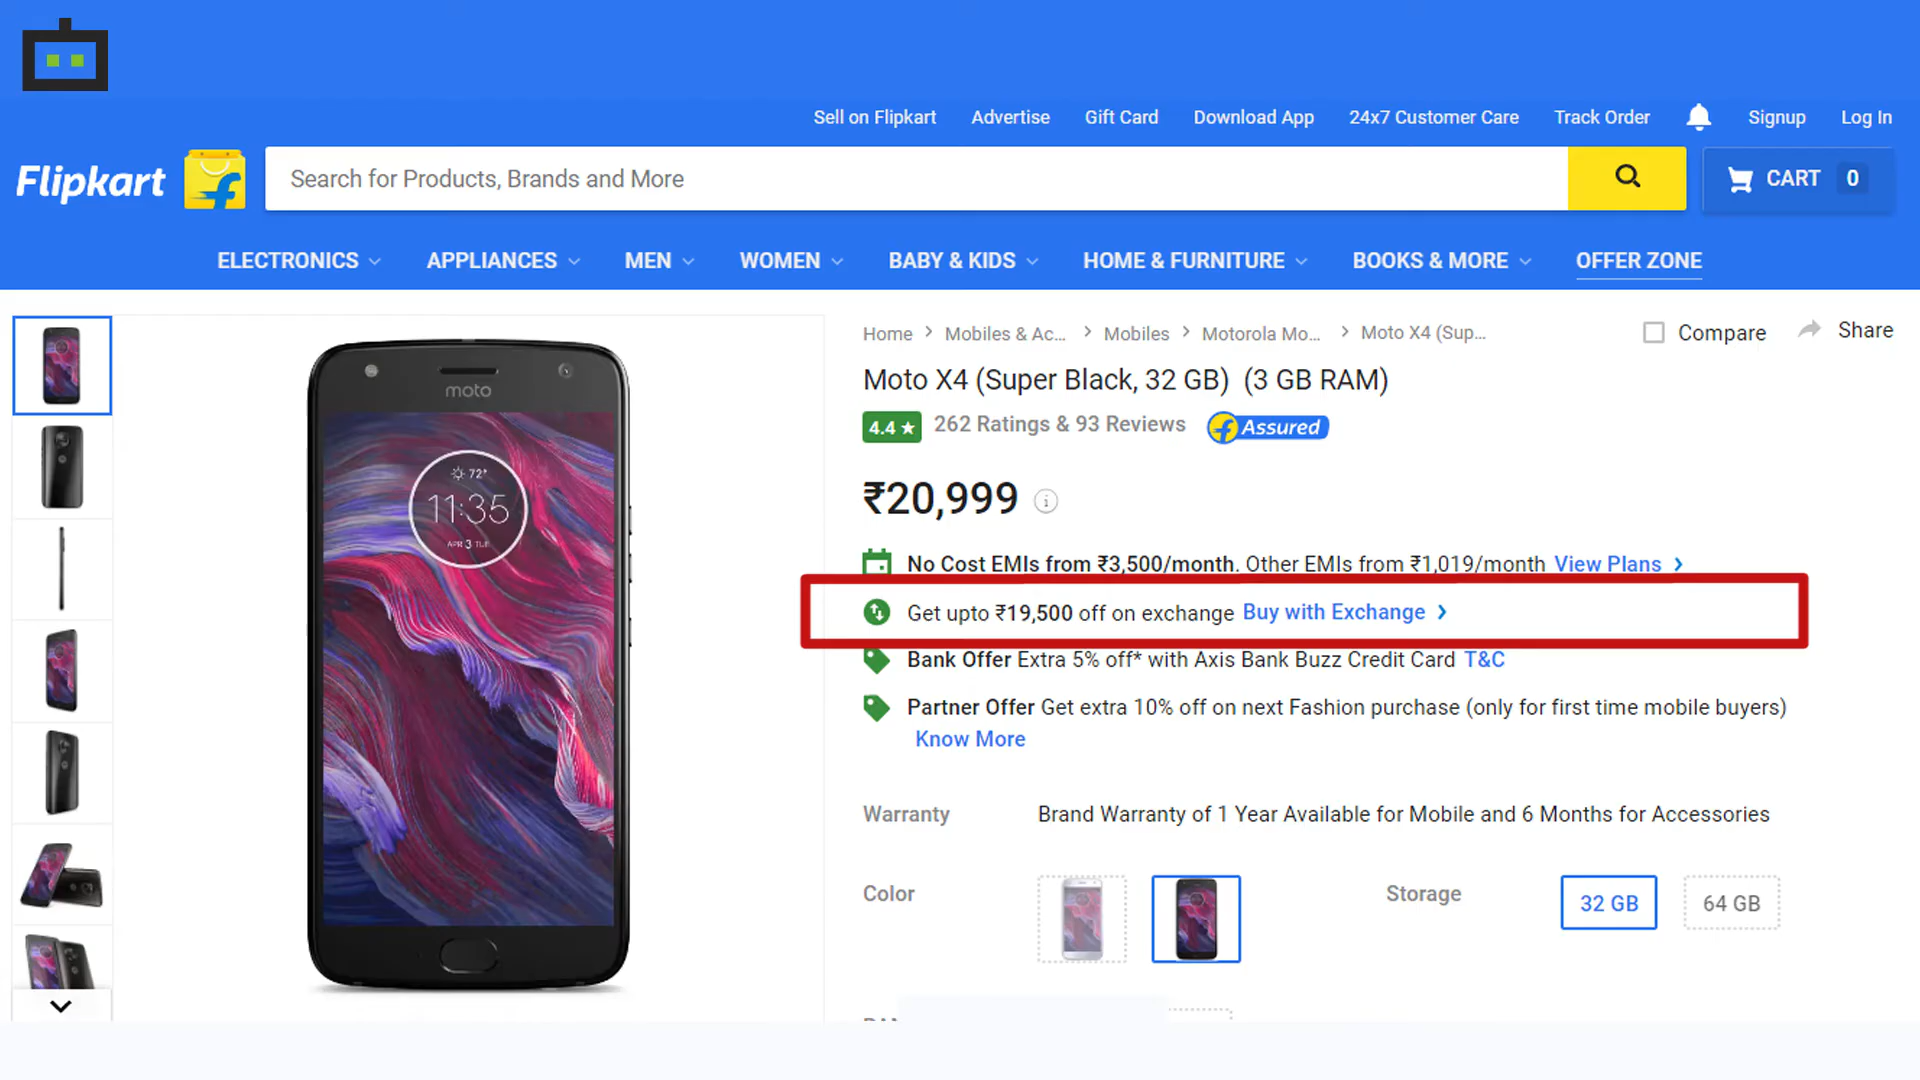 Sell on Flipkart Advertise Gift Card Download App 24x7 Customer Care Track Order Signup Log In
Flipkart Search for Products, Brands and More CART 0
ELECTRONICS APPLIANCES MEN WOMEN BABY & KIDS HOME & FURNITURE BOOKS & MORE OFFER ZONE
Home > Mobiles & Ac... > Mobiles > Motorola Mo... > Moto X4 (Sup... Compare Share
Moto X4 (Super Black, 32 GB) (3 GB RAM)
4.4 ★ 262 Ratings & 93 Reviews Assured
₹20,999
No Cost EMIs from ₹3,500/month. Other EMIs from ₹1,019/month View Plans >
Get upto ₹19,500 off on exchange Buy with Exchange >
Bank Offer Extra 5% off* with Axis Bank Buzz Credit Card T&C
Partner Offer Get extra 10% off on next Fashion purchase (only for first time mobile buyers)
Know More
Warranty Brand Warranty of 1 Year Available for Mobile and 6 Months for Accessories
Color Storage 32 GB 64 GB
moto
72°
11:35
APR 3 TUE